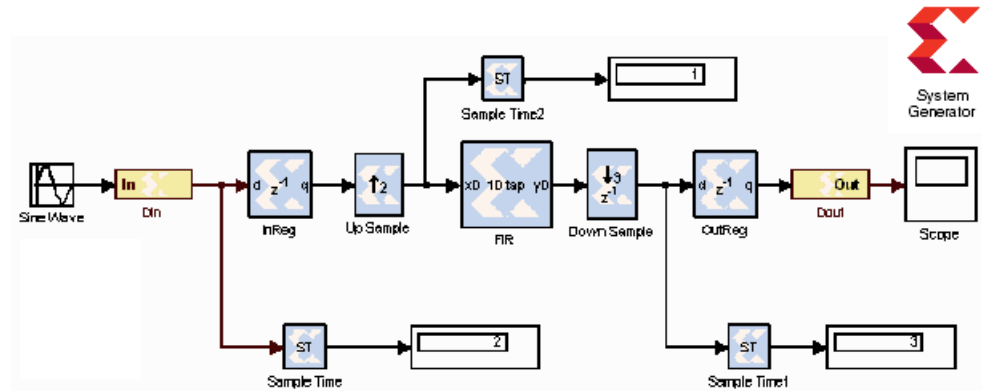 System
Generator
ST
1
Sample Time2
Sine Wave
In
Din
d z-1 q
InReg
↑2
Up Sample
x0 10 tap y0
FIR
↓3
z-1
Down Sample
d z-1 q
OutReg
Out
Dout
Scope
ST
2
Sample Time
ST
3
Sample Time1